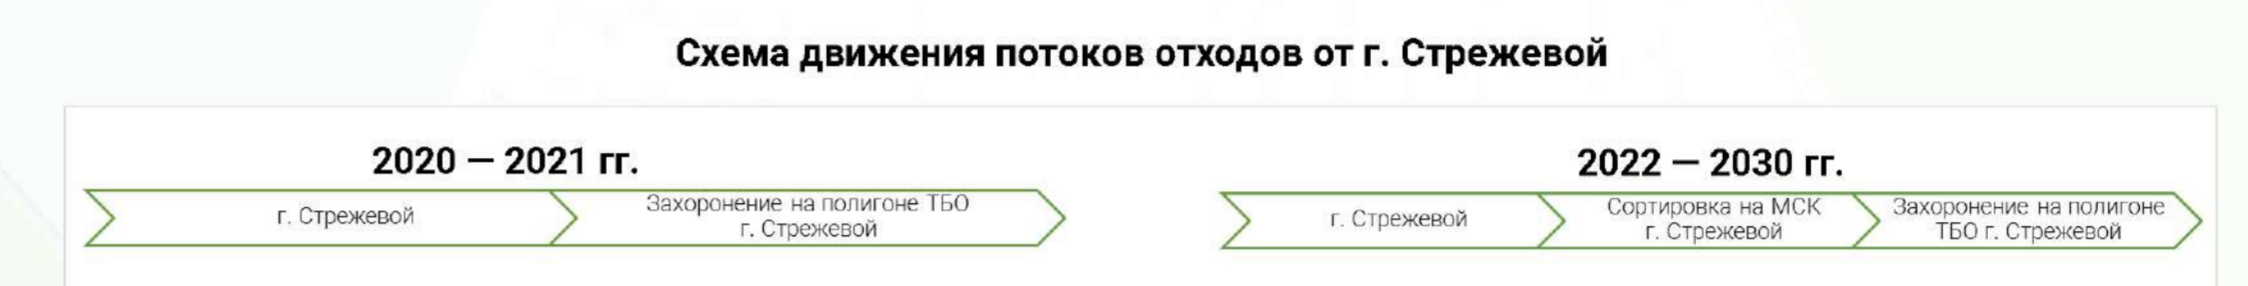 Схема движения потоков отходов от г. Стрежевой
2020 — 2021 гг.
г. Стрежевой
Захоронение на полигоне ТБО
г. Стрежевой
2022 — 2030 гг.
г. Стрежевой
Сортировка на МСК
г. Стрежевой
Захоронение на полигоне
ТБО г. Стрежевой